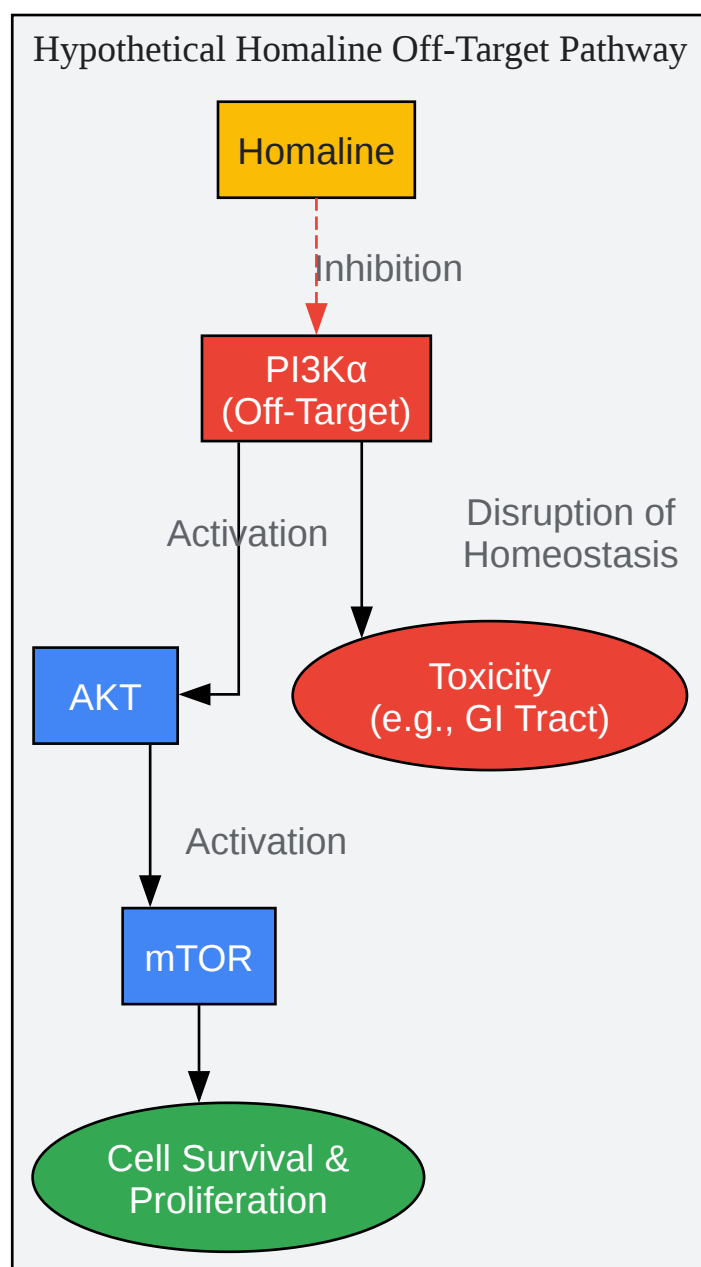 Hypothetical Homaline Off-Target Pathway
Homaline
Inhibition
PI3Kα
(Off-Target)
Activation
Disruption of
Homeostasis
AKT
Toxicity
(e.g., GI Tract)
Activation
mTOR
Cell Survival &
Proliferation